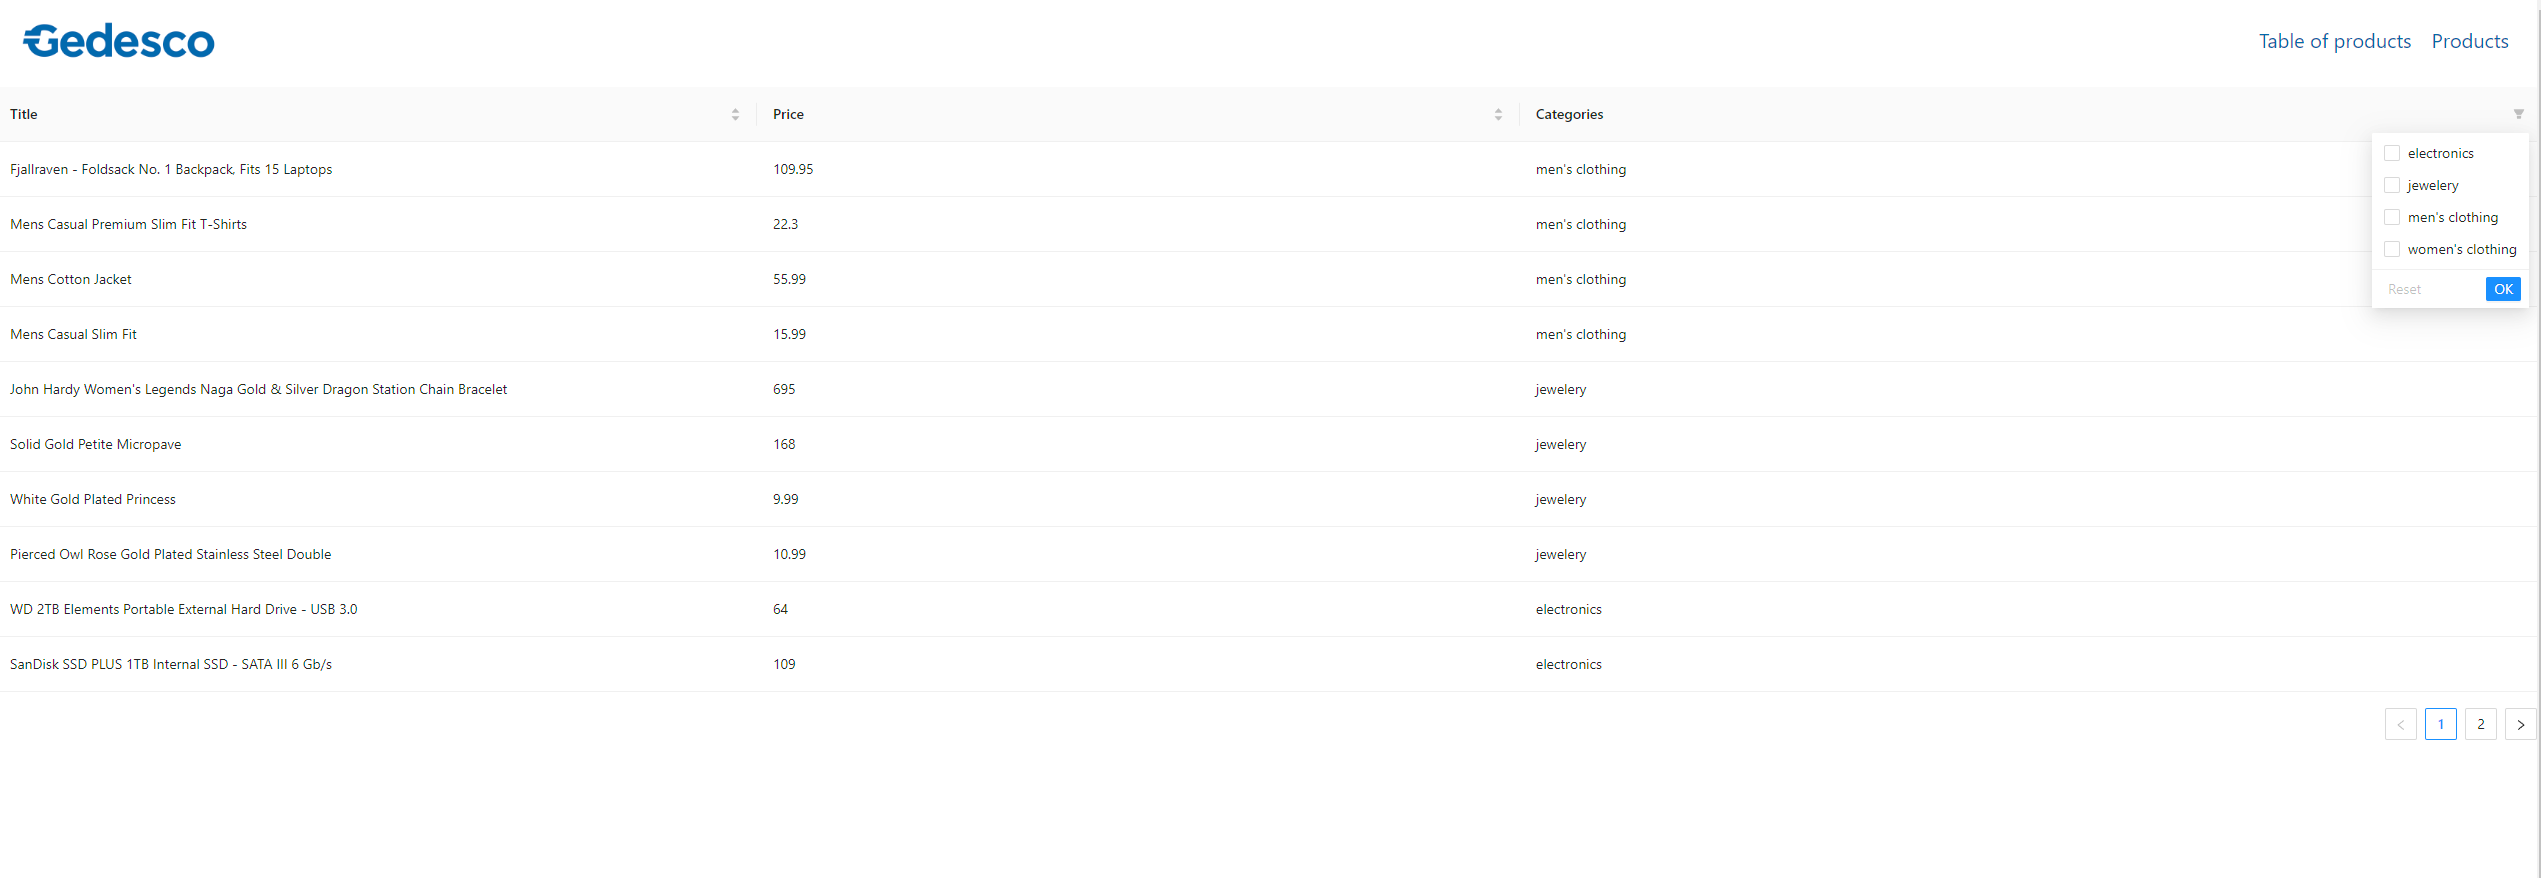 Gedesco
Table of products Products
Title Price Categories
Fjallraven - Foldsack No. 1 Backpack, Fits 15 Laptops 109.95 men's clothing
electronics
jewelery
men's clothing
women's clothing
Reset OK
Mens Casual Premium Slim Fit T-Shirts 22.3 men's clothing
Mens Cotton Jacket 55.99 men's clothing
Mens Casual Slim Fit 15.99 men's clothing
John Hardy Women's Legends Naga Gold & Silver Dragon Station Chain Bracelet 695 jewelery
Solid Gold Petite Micropave 168 jewelery
White Gold Plated Princess 9.99 jewelery
Pierced Owl Rose Gold Plated Stainless Steel Double 10.99 jewelery
WD 2TB Elements Portable External Hard Drive - USB 3.0 64 electronics
SanDisk SSD PLUS 1TB Internal SSD - SATA III 6 Gb/s 109 electronics
< 1 2 >